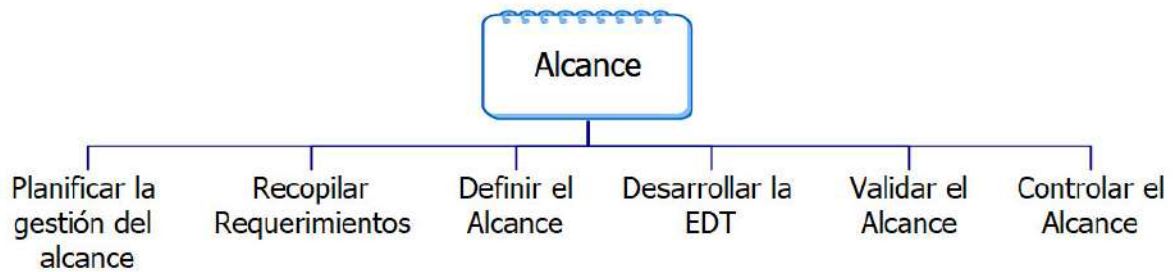 Alcance
Planificar la
gestión del
alcance
Recopilar
Requerimientos
Definir el
Alcance
Desarrollar la
EDT
Validar el
Alcance
Controlar el
Alcance